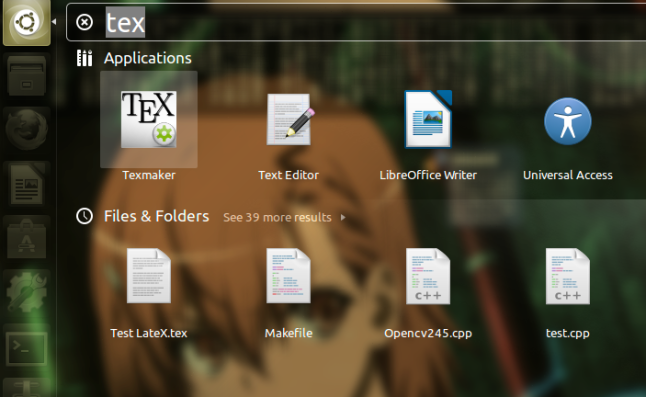 tex
Applications
TEX
Texmaker
Text Editor
LibreOffice Writer
Universal Access
Files & Folders See 39 more results
c++
c++
Test LateX.tex
Makefile
Opencv245.cpp
test.cpp